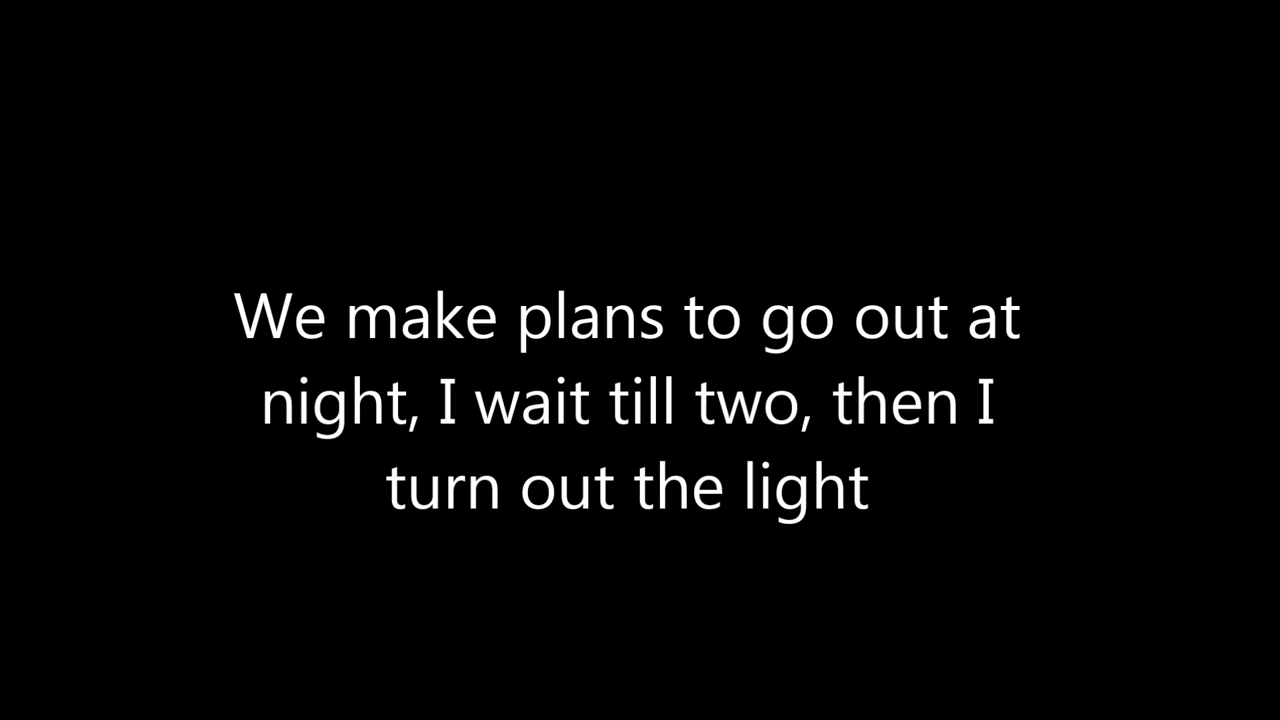 We make plans to go out at
night, I wait till two, then I
turn out the light